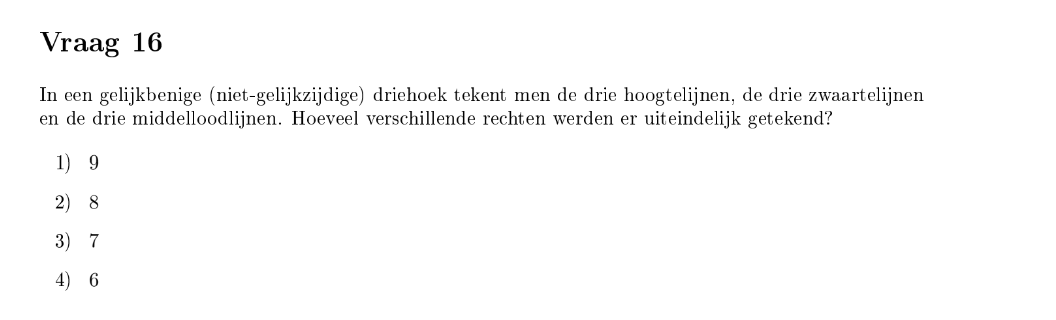 Vraag 16
In een gelijkbenige (niet-gelijkzijdige) driehoek tekent men de drie hoogtelijnen, de drie zwaartelijnen
en de drie middelloodlijnen. Hoeveel verschillende rechten werden er uiteindelijk getekend?
1) 9
2) 8
3) 7
4) 6